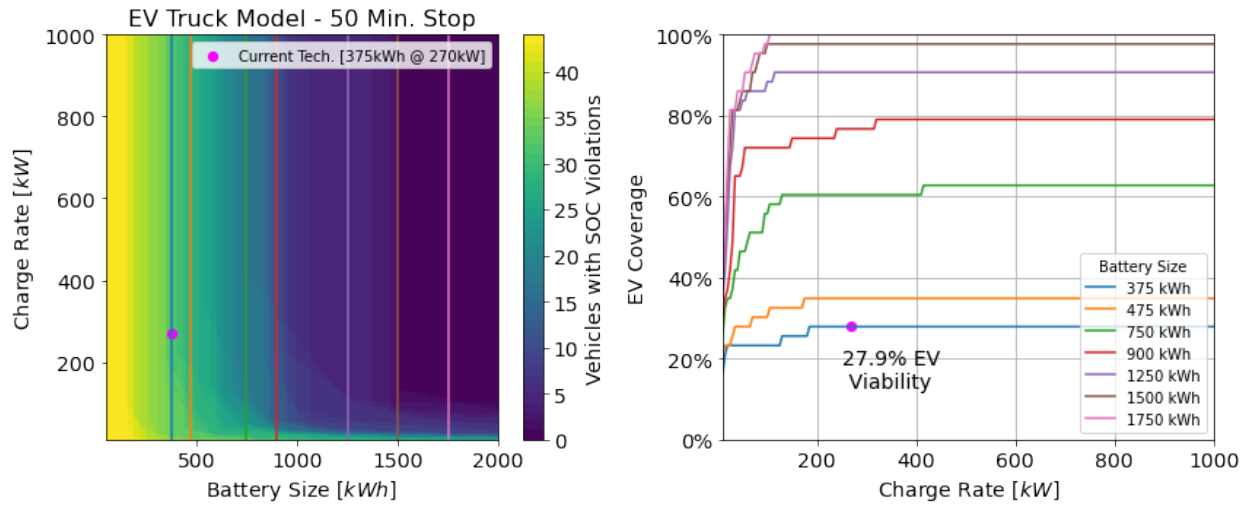 EV Truck Model - 50 Min. Stop
Current Tech. [375kWh @ 270kW]
1000
800
600
400
200
Charge Rate [kW]
500
1000
1500
2000
Battery Size [kWh]
40
35
30
25
20
15
10
5
0
Vehicles with SOC Violations
100%
80%
60%
40%
20%
0%
EV Coverage
27.9% EV
Viability
Battery Size
375 kWh
475 kWh
750 kWh
900 kWh
1250 kWh
1500 kWh
1750 kWh
200
400
600
800
1000
Charge Rate [kW]